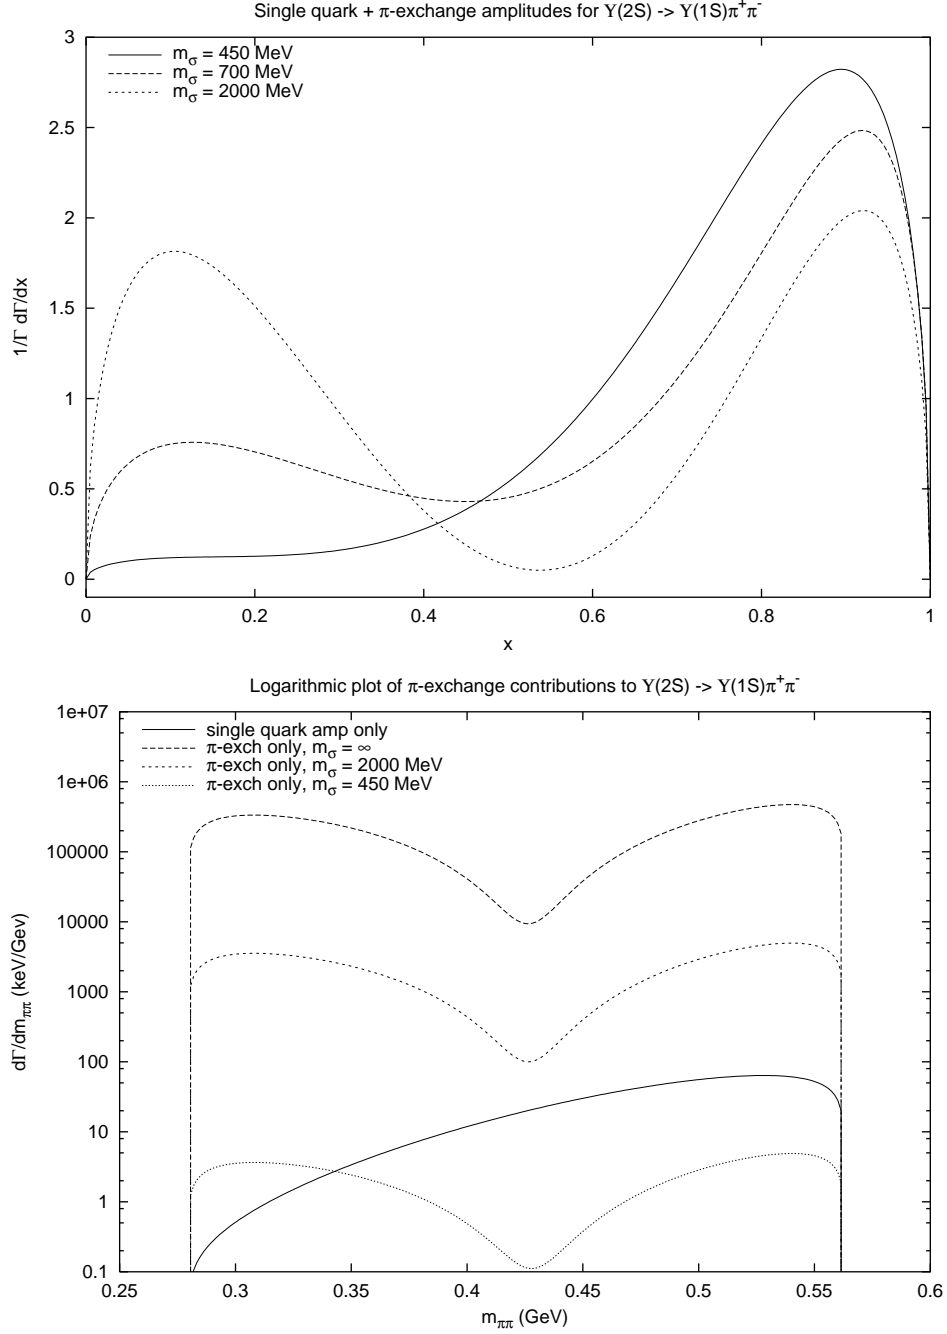 Single quark + π-exchange amplitudes for ϒ(2S) -> ϒ(1S)π⁺π⁻
3
2.5
2
1.5
1
0.5
0
1/Γ dΓ/dx
m_σ = 450 MeV
m_σ = 700 MeV
m_σ = 2000 MeV
0 0.2 0.4 0.6 0.8 1
x
Logarithmic plot of π-exchange contributions to ϒ(2S) -> ϒ(1S)π⁺π⁻
1e+07
1e+06
100000
10000
1000
100
10
1
0.1
dΓ/dm_ππ (keV/Gev)
single quark amp only
π-exch only, m_σ = ∞
π-exch only, m_σ = 2000 MeV
π-exch only, m_σ = 450 MeV
0.25 0.3 0.35 0.4 0.45 0.5 0.55 0.6
m_ππ (GeV)